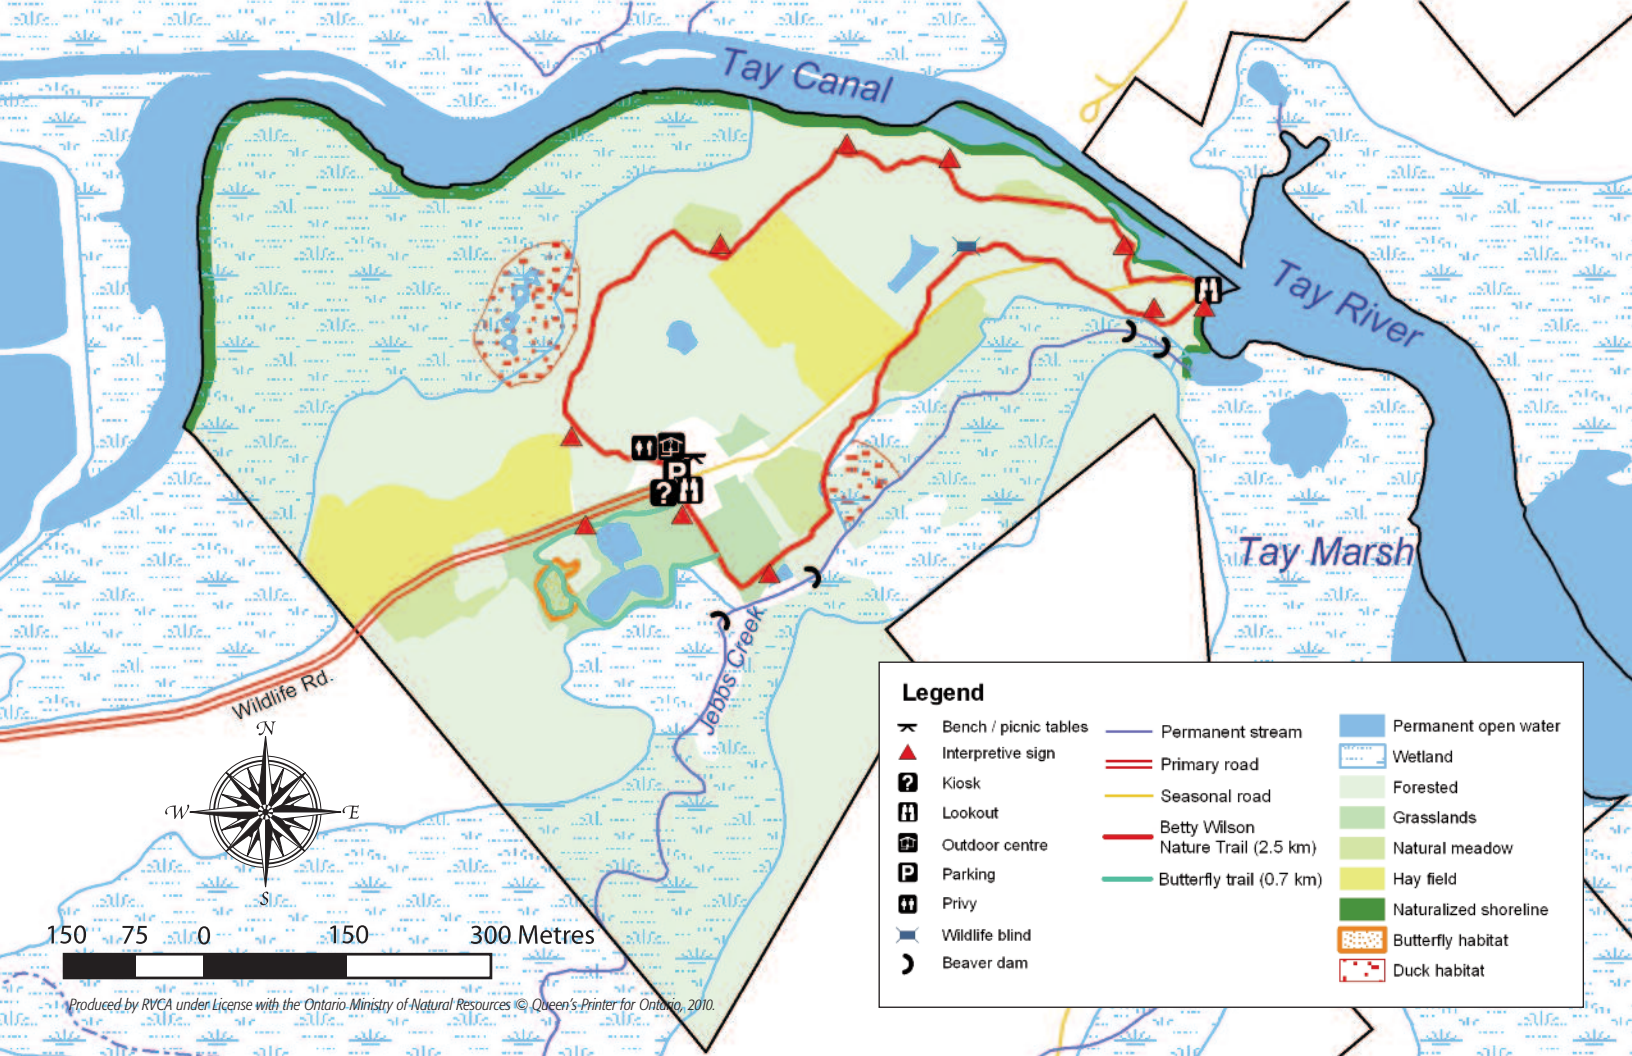 Tay Canal
Tay River
P
?
Tay Marsh
Jebbs Creek
Wildlife Rd.
N
W
E
S
150 75 0 150 300 Metres
Produced by RVCA under License with the Ontario Ministry of Natural Resources © Queen's Printer for Ontario, 2010.
Legend
Bench / picnic tables
Interpretive sign
? Kiosk
Lookout
Outdoor centre
P Parking
Privy
Wildlife blind
Beaver dam
Permanent stream
Primary road
Seasonal road
Betty Wilson
Nature Trail (2.5 km)
Butterfly trail (0.7 km)
Permanent open water
Wetland
Forested
Grasslands
Natural meadow
Hay field
Naturalized shoreline
Butterfly habitat
Duck habitat